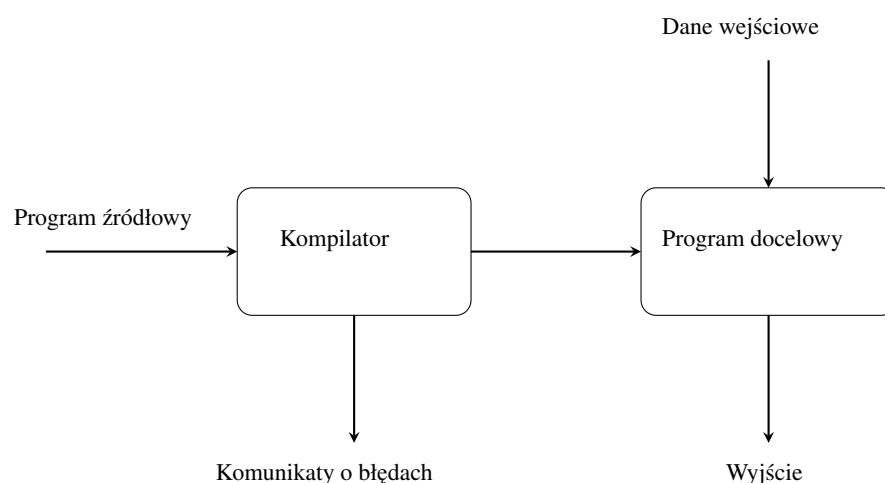 Dane wejściowe
Program źródłowy
Kompilator
Program docelowy
Komunikaty o błędach
Wyjście